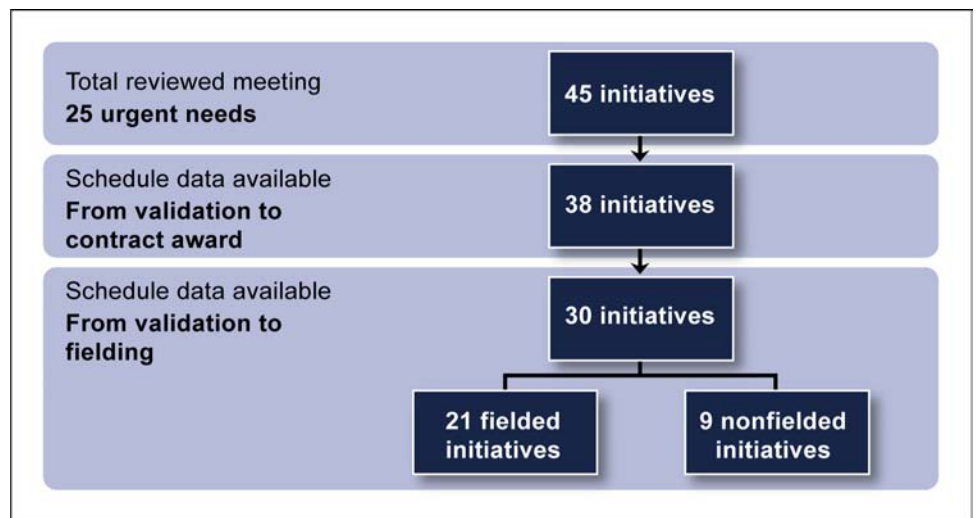 Total reviewed meeting
25 urgent needs
45 initiatives
Schedule data available
From validation to
contract award
38 initiatives
Schedule data available
From validation to
fielding
30 initiatives
21 fielded
initiatives
9 nonfielded
initiatives